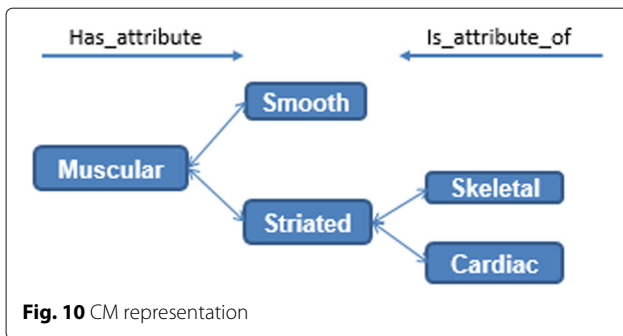 Has_attribute
Is_attribute_of
Smooth
Muscular
Skeletal
Striated
Cardiac
Fig. 10 CM representation